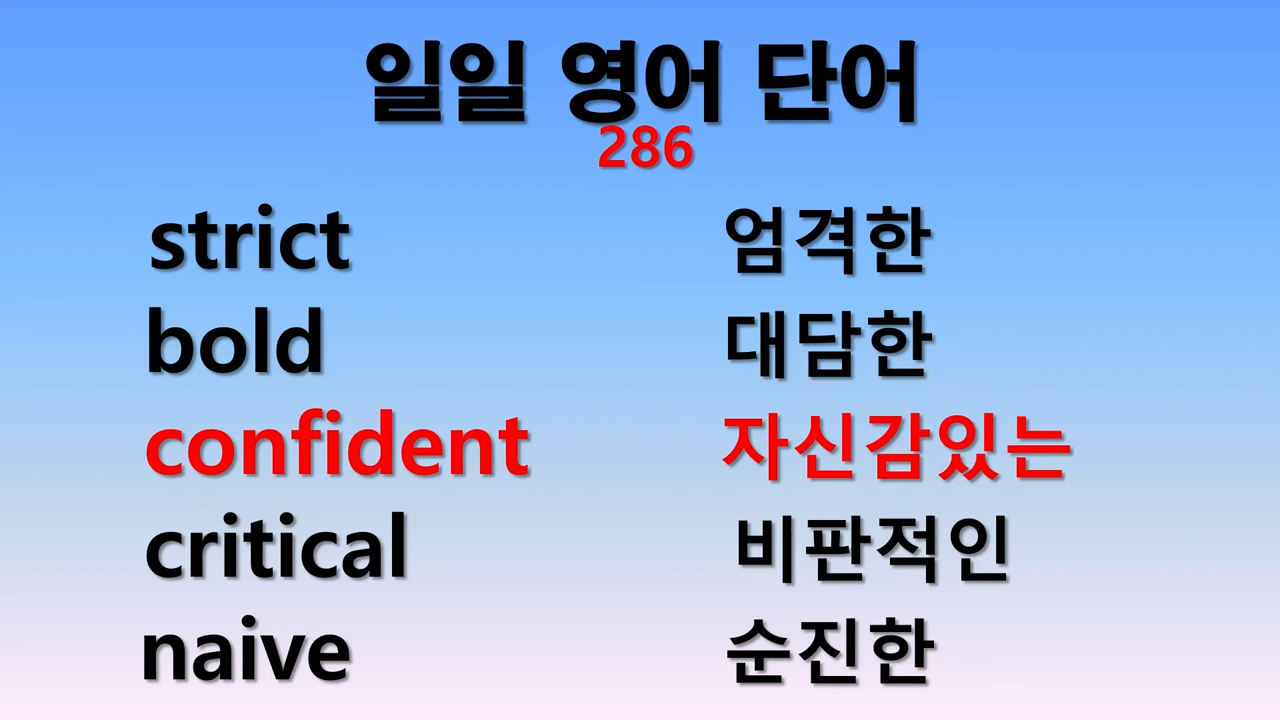 일일 영어 단어
286
strict 엄격한
bold 대담한
confident 자신감있는
critical 비판적인
naive 순진한